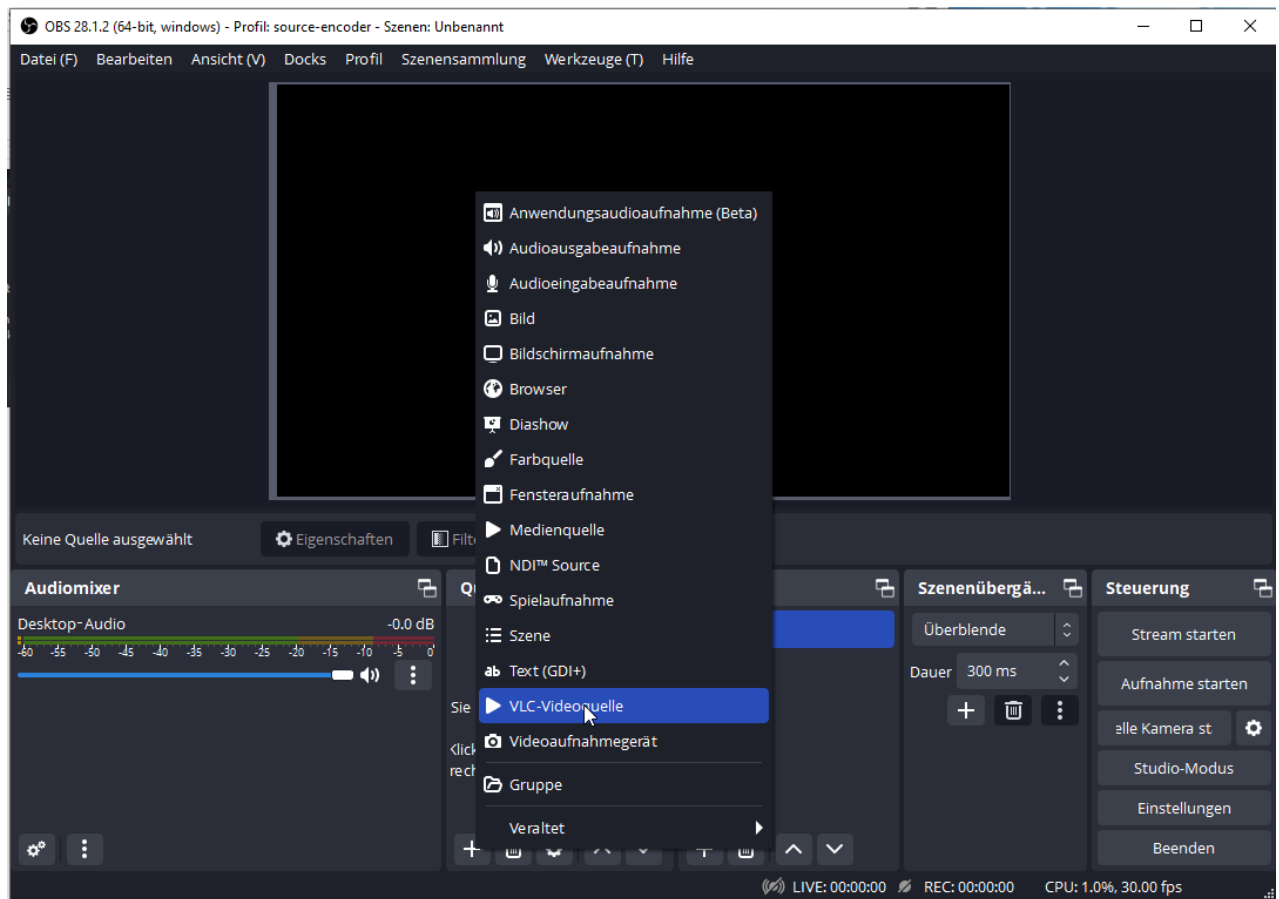 OBS 28.1.2 (64-bit, windows) - Profil: source-encoder - Szenen: Unbenannt
Datei (F) Bearbeiten Ansicht (V) Docks Profil Szenensammlung Werkzeuge (T) Hilfe
Anwendungsaudioaufnahme (Beta)
Audioausgabeaufnahme
Audioeingabeaufnahme
Bild
Bildschirmaufnahme
Browser
Diashow
Farbquelle
Fensteraufnahme
Medienquelle
NDI™ Source
Spielaufnahme
Szene
ab Text (GDI+)
VLC-Videoquelle
Videoaufnahmegerät
Gruppe
Veraltet
Keine Quelle ausgewählt
Eigenschaften
Filt
Audiomixer
Desktop-Audio -0.0 dB
-60 -55 -50 -45 -40 -35 -30 -25 -20 -15 -10 -5 0
Sie
rech
Szenenübergä...
Überblende
Dauer 300 ms
Steuerung
Stream starten
Aufnahme starten
elle Kamera st
Studio-Modus
Einstellungen
Beenden
LIVE: 00:00:00 REC: 00:00:00 CPU: 1.0%, 30.00 fps